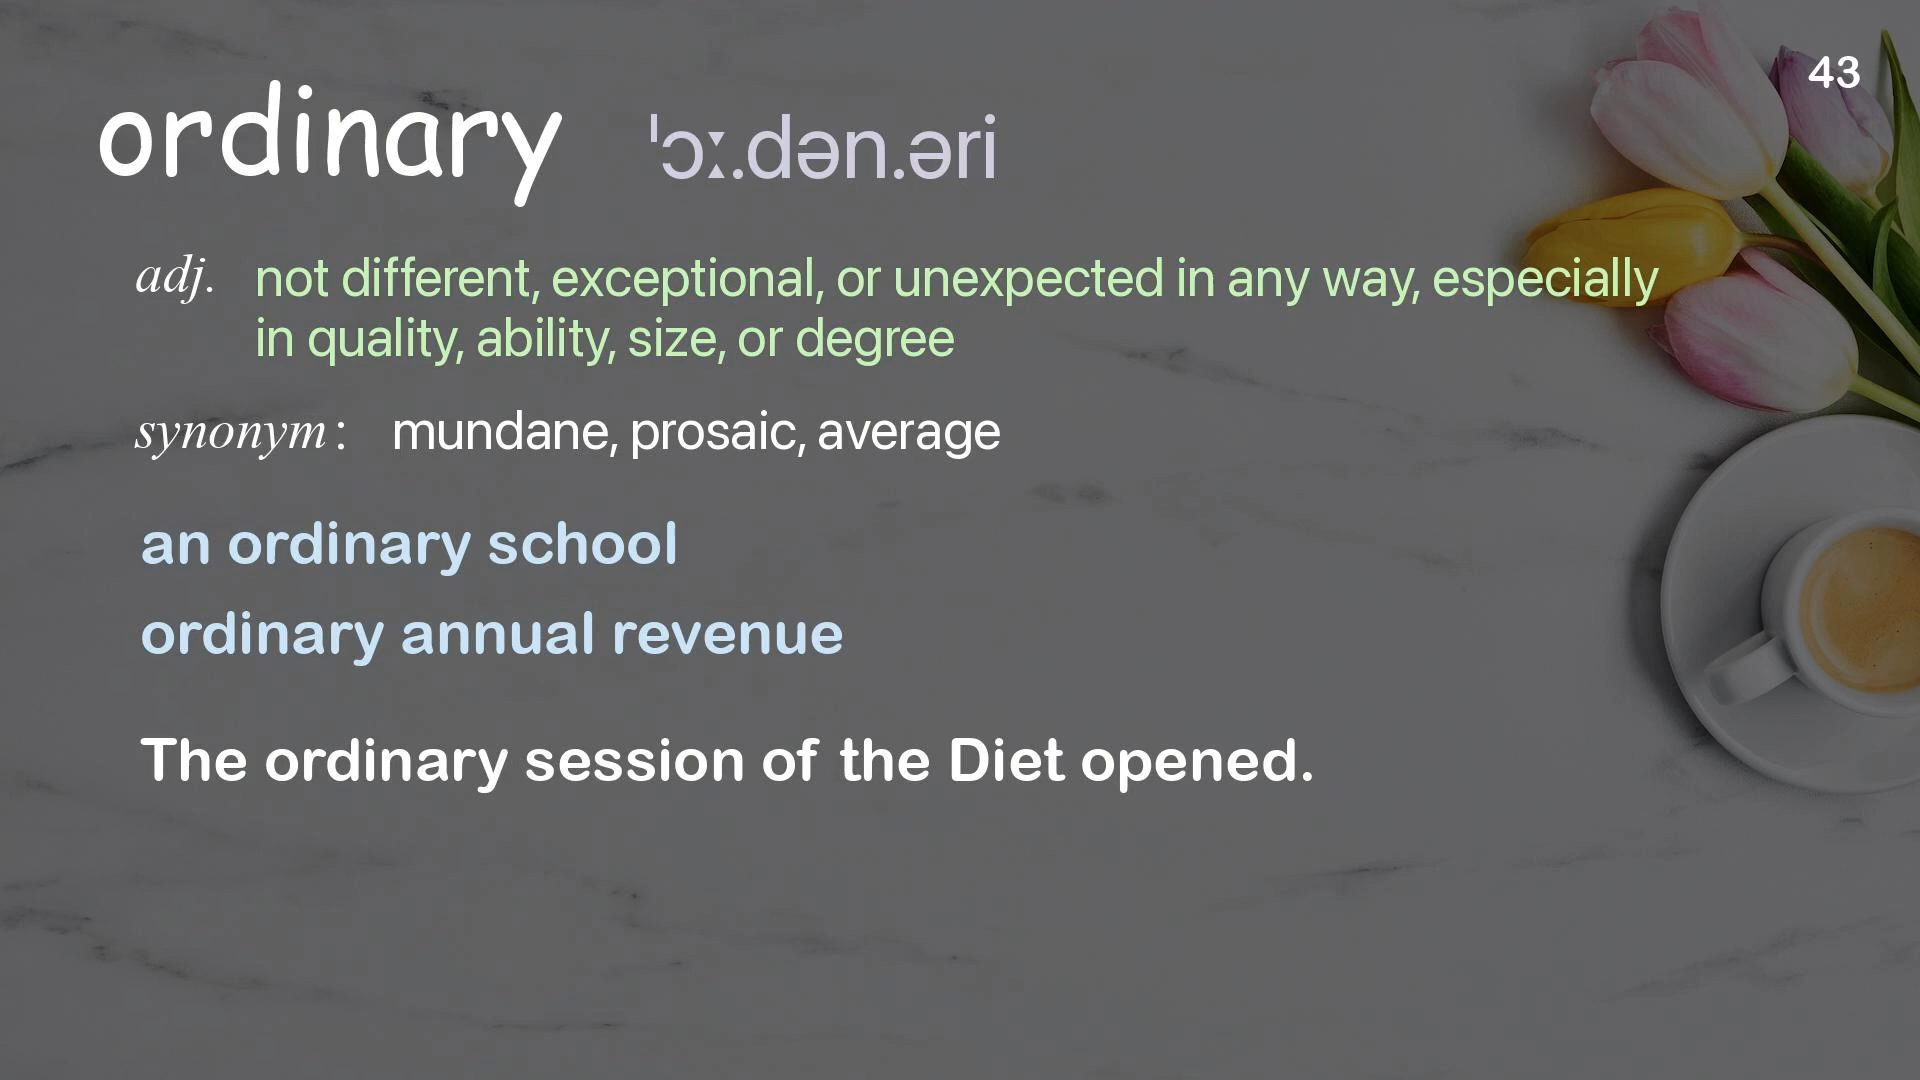 43
ordinary ˈɔː.dən.əri
adj. not different, exceptional, or unexpected in any way, especially
in quality, ability, size, or degree
synonym: mundane, prosaic, average
an ordinary school
ordinary annual revenue
The ordinary session of the Diet opened.